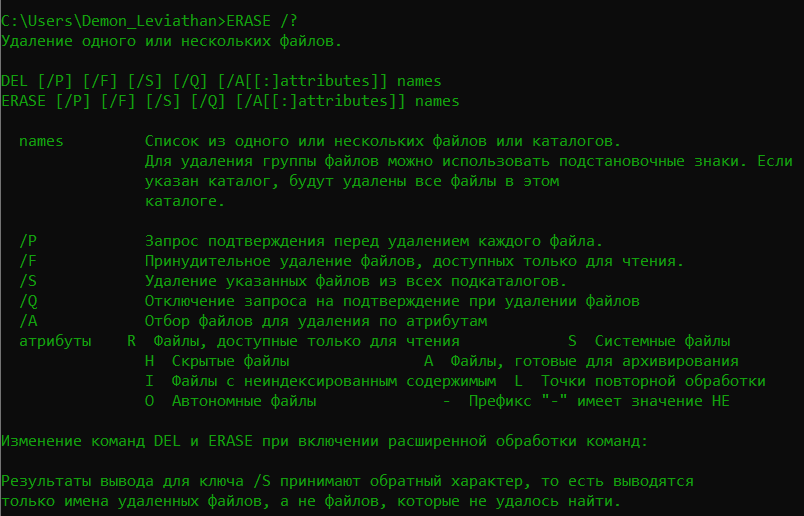 C:\Users\Demon_Leviathan>ERASE /?
Удаление одного или нескольких файлов.

DEL [/P] [/F] [/S] [/Q] [/A[[:]attributes]] names
ERASE [/P] [/F] [/S] [/Q] [/A[[:]attributes]] names

  names         Список из одного или нескольких файлов или каталогов.
                Для удаления группы файлов можно использовать подстановочные знаки. Если
                указан каталог, будут удалены все файлы в этом
                каталоге.

  /P            Запрос подтверждения перед удалением каждого файла.
  /F            Принудительное удаление файлов, доступных только для чтения.
  /S            Удаление указанных файлов из всех подкаталогов.
  /Q            Отключение запроса на подтверждение при удалении файлов
  /A            Отбор файлов для удаления по атрибутам
  атрибуты    R  Файлы, доступные только для чтения            S  Системные файлы
                H  Скрытые файлы               A  Файлы, готовые для архивирования
                I  Файлы с неиндексированным содержимым  L  Точки повторной обработки
                O  Автономные файлы              -  Префикс "-" имеет значение НЕ

Изменение команд DEL и ERASE при включении расширенной обработки команд:

Результаты вывода для ключа /S принимают обратный характер, то есть выводятся
только имена удаленных файлов, а не файлов, которые не удалось найти.